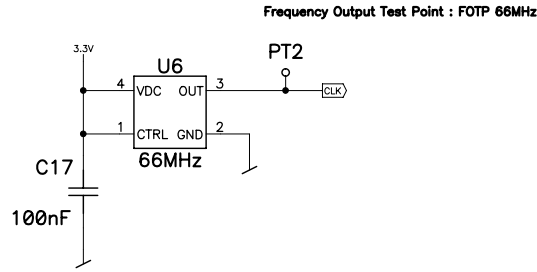 Frequency Output Test Point : FOTP 66MHz
3.3V
PT2
U6
4 VDC OUT 3
CLK
1 CTRL GND 2
66MHz
C17
100nF